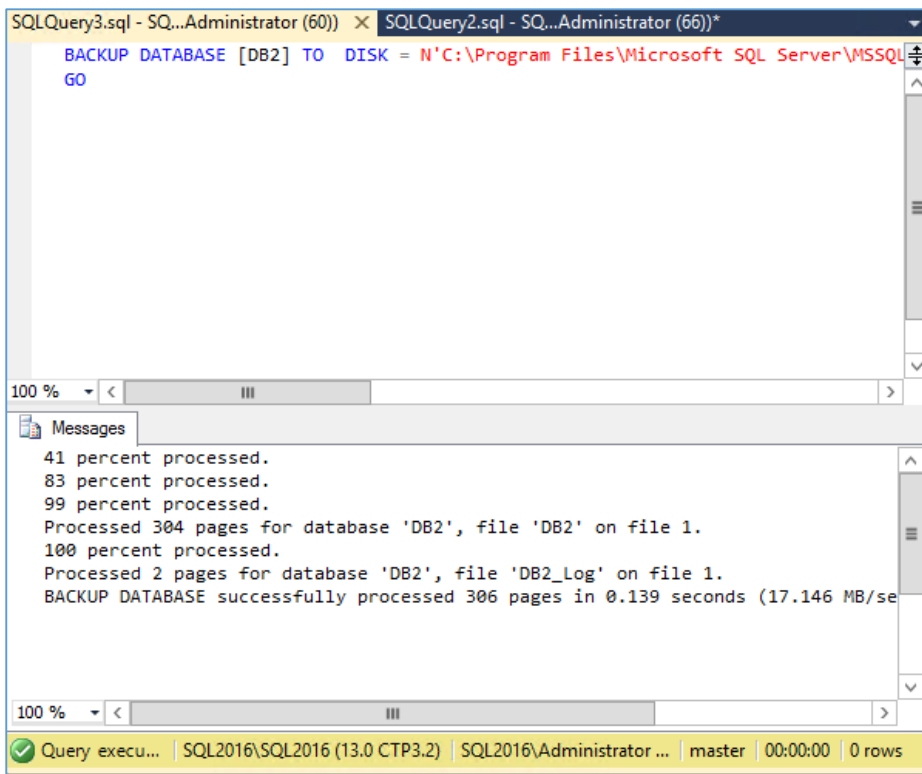 SQLQuery3.sql - SQ...Administrator (60)) SQLQuery2.sql - SQ...Administrator (66))*
BACKUP DATABASE [DB2] TO  DISK = N'C:\Program Files\Microsoft SQL Server\MSSQL
GO
100 %
Messages
41 percent processed.
83 percent processed.
99 percent processed.
Processed 304 pages for database 'DB2', file 'DB2' on file 1.
100 percent processed.
Processed 2 pages for database 'DB2', file 'DB2_Log' on file 1.
BACKUP DATABASE successfully processed 306 pages in 0.139 seconds (17.146 MB/se
100 %
Query execu... SQL2016\SQL2016 (13.0 CTP3.2) SQL2016\Administrator ... master 00:00:00 0 rows